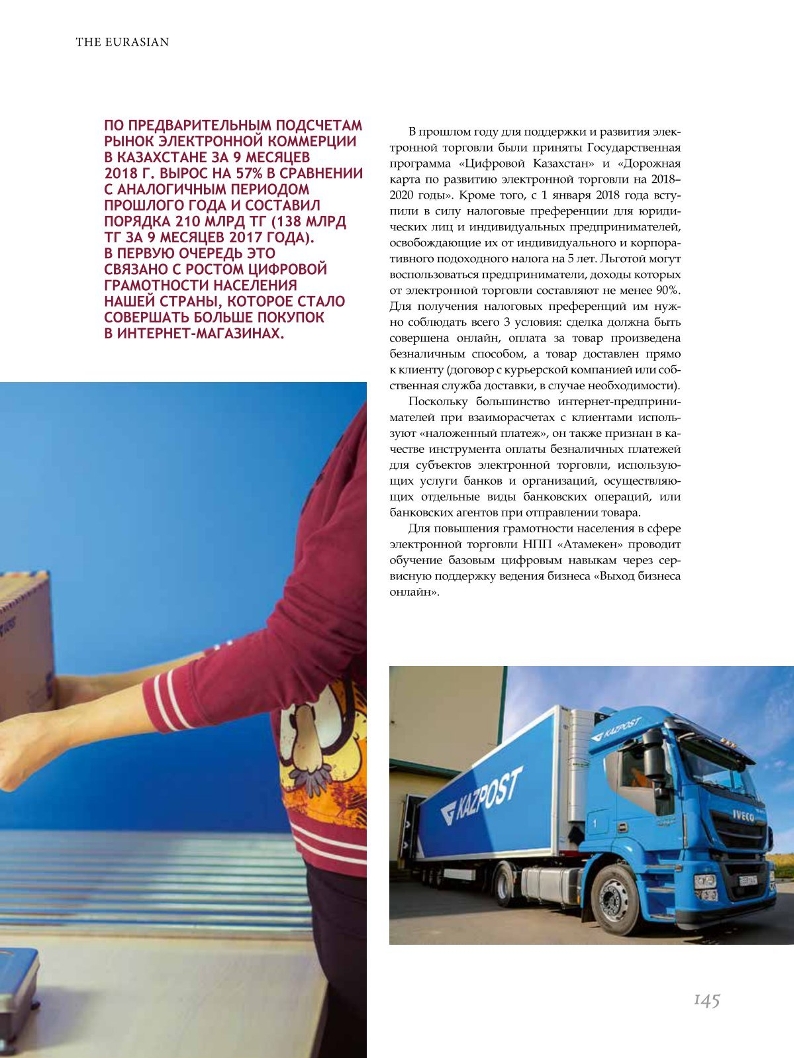 THE EURASIAN
ПО ПРЕДВАРИТЕЛЬНЫМ ПОДСЧЕТАМ
РЫНОК ЭЛЕКТРОННОЙ КОММЕРЦИИ
В КАЗАХСТАНЕ ЗА 9 МЕСЯЦЕВ
2018 Г. ВЫРОС НА 57% В СРАВНЕНИИ
С АНАЛОГИЧНЫМ ПЕРИОДОМ
ПРОШЛОГО ГОДА И СОСТАВИЛ
ПОРЯДКА 210 МЛРД ТГ (138 МЛРД
ТГ ЗА 9 МЕСЯЦЕВ 2017 ГОДА).
В ПЕРВУЮ ОЧЕРЕДЬ ЭТО
СВЯЗАНО С РОСТОМ ЦИФРОВОЙ
ГРАМОТНОСТИ НАСЕЛЕНИЯ
НАШЕЙ СТРАНЫ, КОТОРОЕ СТАЛО
СОВЕРШАТЬ БОЛЬШЕ ПОКУПОК
В ИНТЕРНЕТ-МАГАЗИНАХ.
В прошлом году для поддержки и развития элек-
тронной торговли были приняты Государственная
программа «Цифровой Казахстан» и «Дорожная
карта по развитию электронной торговли на 2018–
2020 годы». Кроме того, с 1 января 2018 года всту-
пили в силу налоговые преференции для юриди-
ческих лиц и индивидуальных предпринимателей,
освобождающие их от индивидуального и корпора-
тивного подоходного налога на 5 лет. Льготой могут
воспользоваться предприниматели, доходы которых
от электронной торговли составляют не менее 90%.
Для получения налоговых преференций им нуж-
но соблюдать всего 3 условия: сделка должна быть
совершена онлайн, оплата за товар произведена
безналичным способом, а товар доставлен прямо
к клиенту (договор с курьерской компанией или соб-
ственная служба доставки, в случае необходимости).
Поскольку большинство интернет-предприни-
мателей при взаиморасчетах с клиентами исполь-
зуют «наложенный платеж», он также признан в ка-
честве инструмента оплаты безналичных платежей
для субъектов электронной торговли, использую-
щих услуги банков и организаций, осуществляю-
щих отдельные виды банковских операций, или
банковских агентов при отправлении товара.
Для повышения грамотности населения в сфере
электронной торговли НПП «Атамекен» проводит
обучение базовым цифровым навыкам через сер-
висную поддержку ведения бизнеса «Выход бизнеса
онлайн».
KAZPOST
KAZPOST
IVECO
1
145